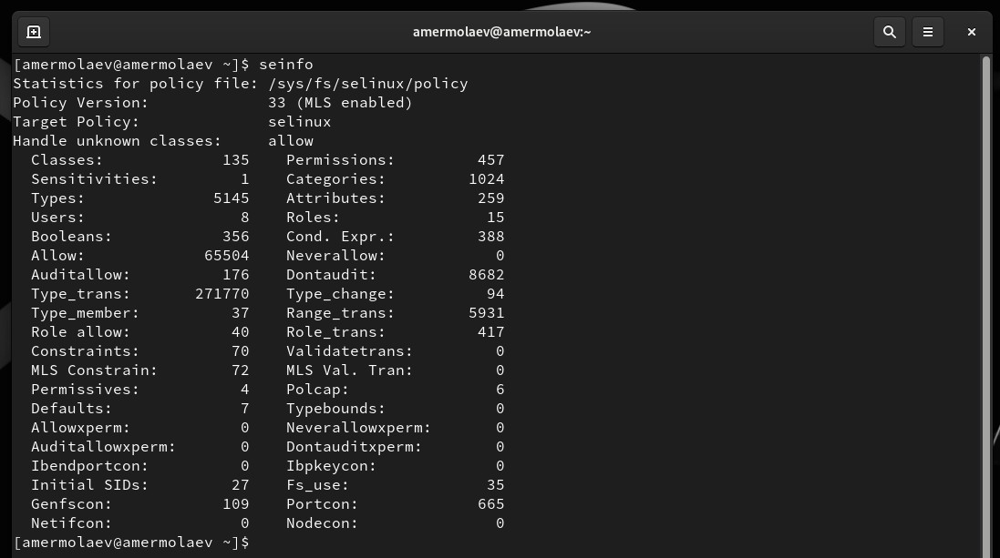 amermolaev@amermolaev:~
[amermolaev@amermolaev ~]$ seinfo
Statistics for policy file: /sys/fs/selinux/policy
Policy Version:             33 (MLS enabled)
Target Policy:              selinux
Handle unknown classes:     allow
  Classes:             135    Permissions:         457
  Sensitivities:         1    Categories:         1024
  Types:              5145    Attributes:          259
  Users:                 8    Roles:                15
  Booleans:            356    Cond. Expr.:         388
  Allow:             65504    Neverallow:            0
  Auditallow:          176    Dontaudit:          8682
  Type_trans:       271770    Type_change:          94
  Type_member:          37    Range_trans:        5931
  Role allow:           40    Role_trans:          417
  Constraints:          70    Validatetrans:         0
  MLS Constrain:        72    MLS Val. Tran:         0
  Permissives:           4    Polcap:                6
  Defaults:              7    Typebounds:            0
  Allowxperm:            0    Neverallowxperm:       0
  Auditallowxperm:       0    Dontauditxperm:        0
  Ibendportcon:          0    Ibpkeycon:             0
  Initial SIDs:         27    Fs_use:               35
  Genfscon:            109    Portcon:             665
  Netifcon:              0    Nodecon:               0
[amermolaev@amermolaev ~]$